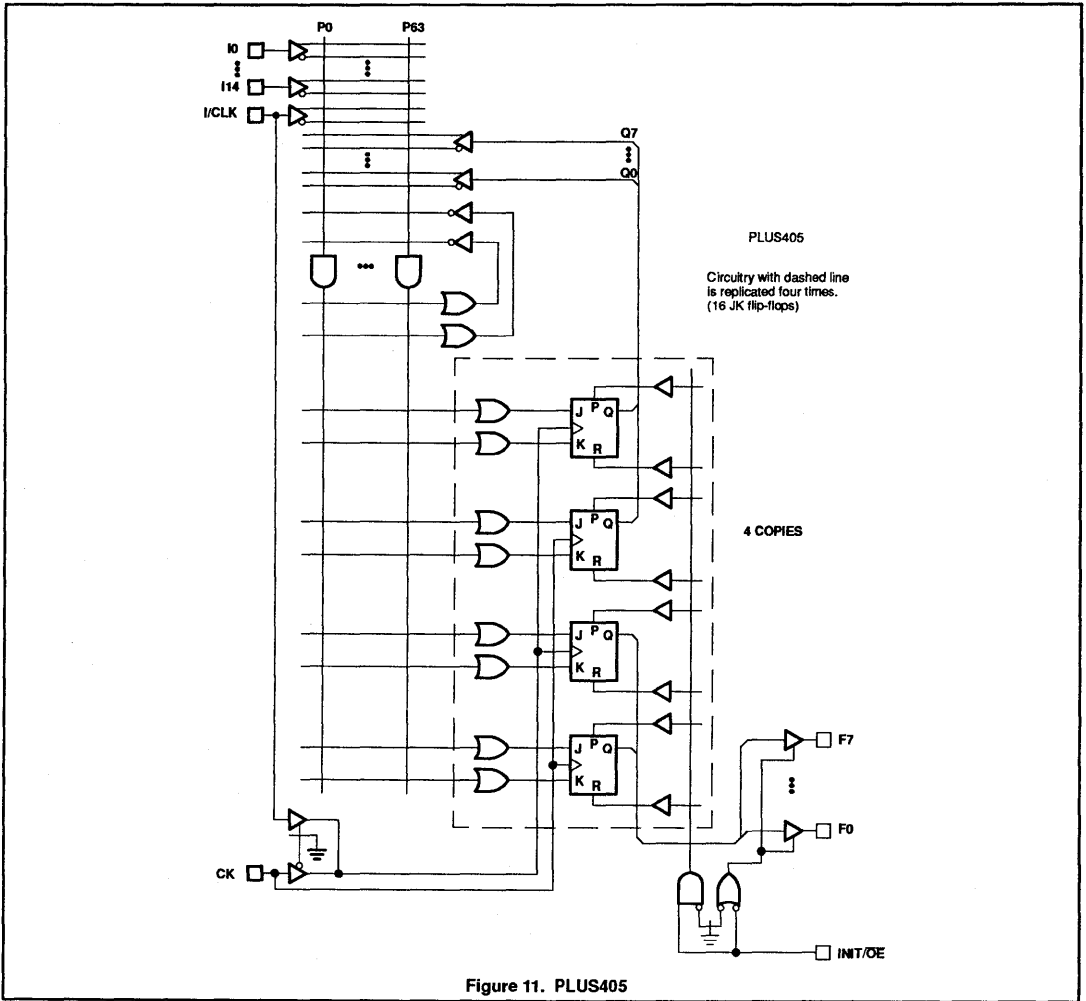 P0 P63
I0
I14
I/CLK
Q7
Q0
PLUS405
Circuitry with dashed line
is replicated four times.
(16 JK flip-flops)
J P Q
K R
J P Q
K R
4 COPIES
J P Q
K R
J P Q
K R
F7
F0
CK
INIT/O̅E̅
Figure 11. PLUS405